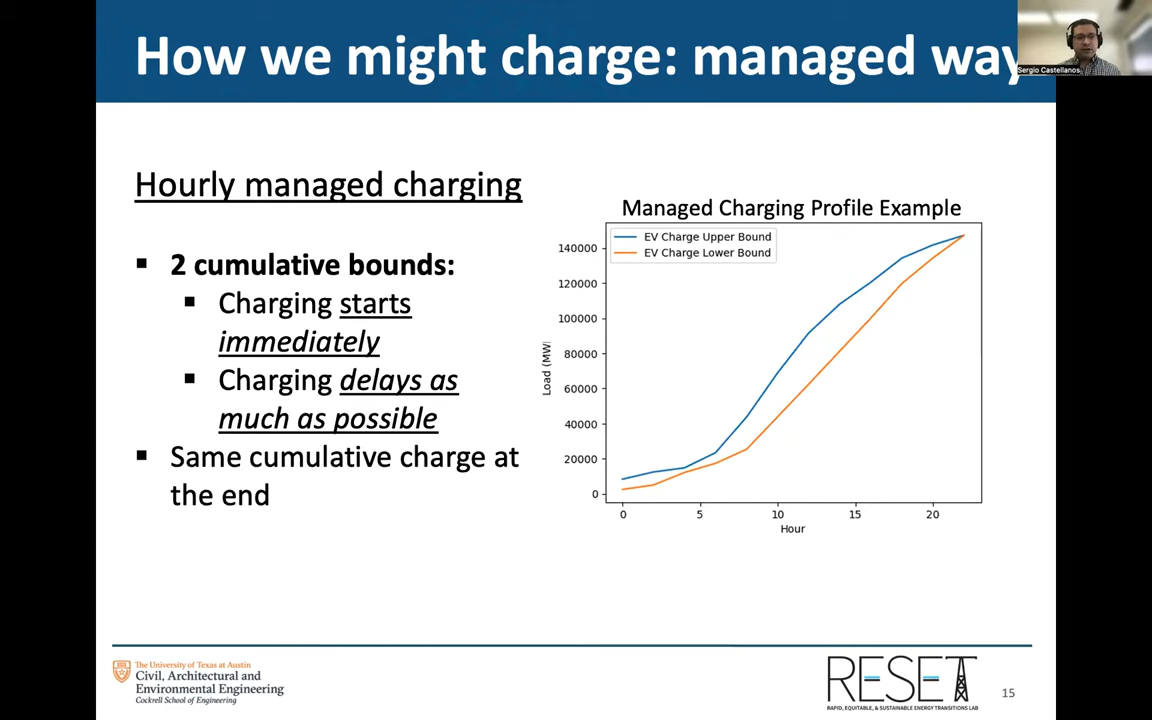 How we might charge: managed way
Sergio Castellanos
Hourly managed charging
▪ 2 cumulative bounds:
▪ Charging starts
immediately
▪ Charging delays as
much as possible
▪ Same cumulative charge at
the end
Managed Charging Profile Example
EV Charge Upper Bound
EV Charge Lower Bound
140000
120000
100000
80000
60000
40000
20000
0
Load (MW
0 5 10 15 20
Hour
The University of Texas at Austin
Civil, Architectural and
Environmental Engineering
Cockrell School of Engineering
RESET
RAPID, EQUITABLE, & SUSTAINABLE ENERGY TRANSITIONS LAB
15